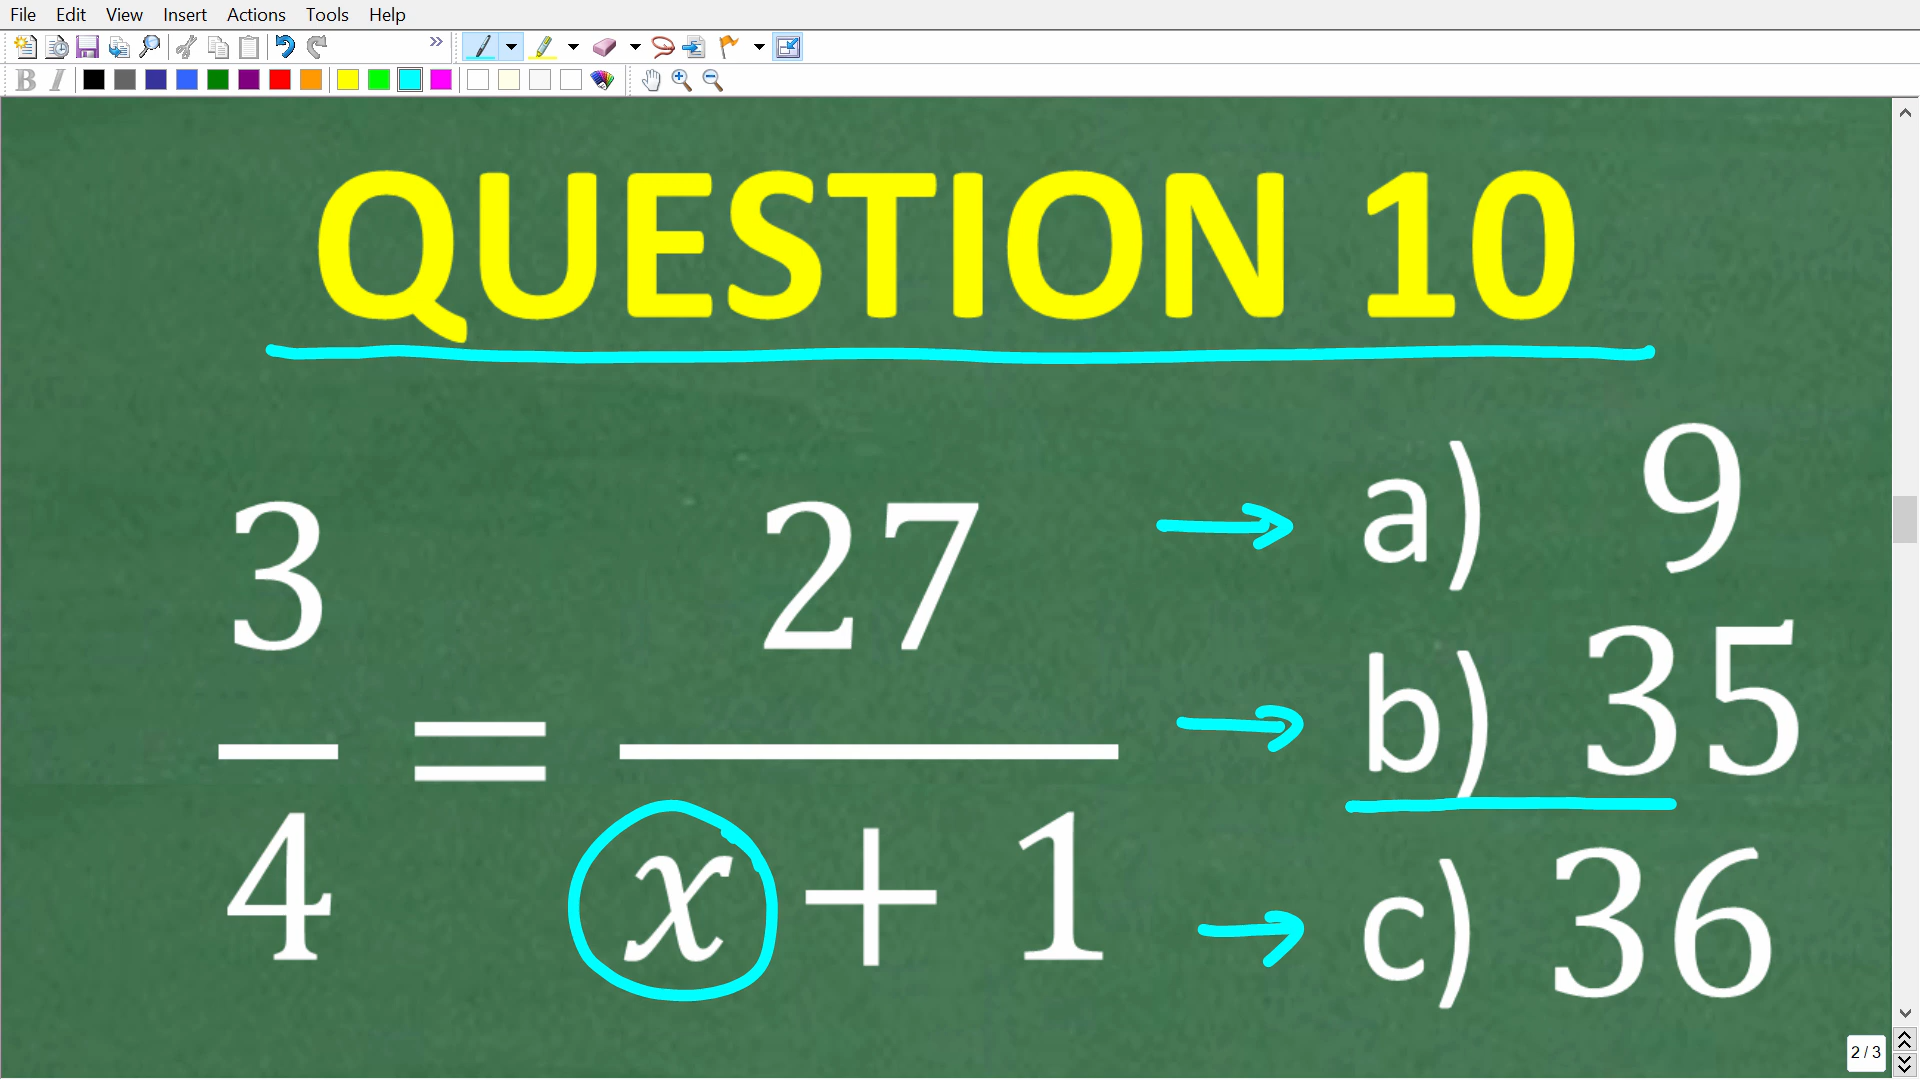 File Edit View Insert Actions Tools Help
B I
QUESTION 10
3/4 = 27/(x + 1)
a) 9
b) 35
c) 36
2 / 3